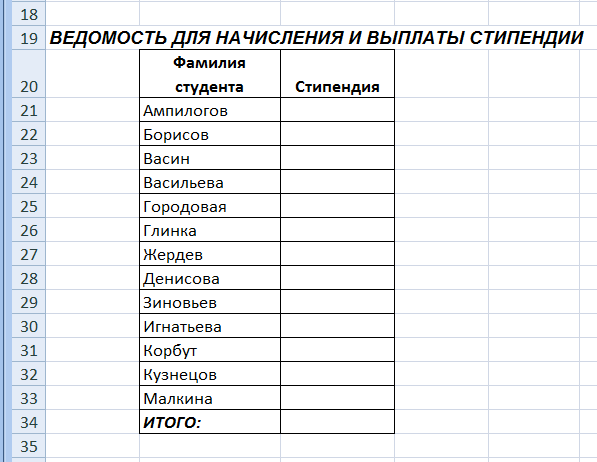 18
19 ВЕДОМОСТЬ ДЛЯ НАЧИСЛЕНИЯ И ВЫПЛАТЫ СТИПЕНДИИ
Фамилия
20 студента Стипендия
21 Ампилогов
22 Борисов
23 Васин
24 Васильева
25 Городовая
26 Глинка
27 Жердев
28 Денисова
29 Зиновьев
30 Игнатьева
31 Корбут
32 Кузнецов
33 Малкина
34 ИТОГО:
35